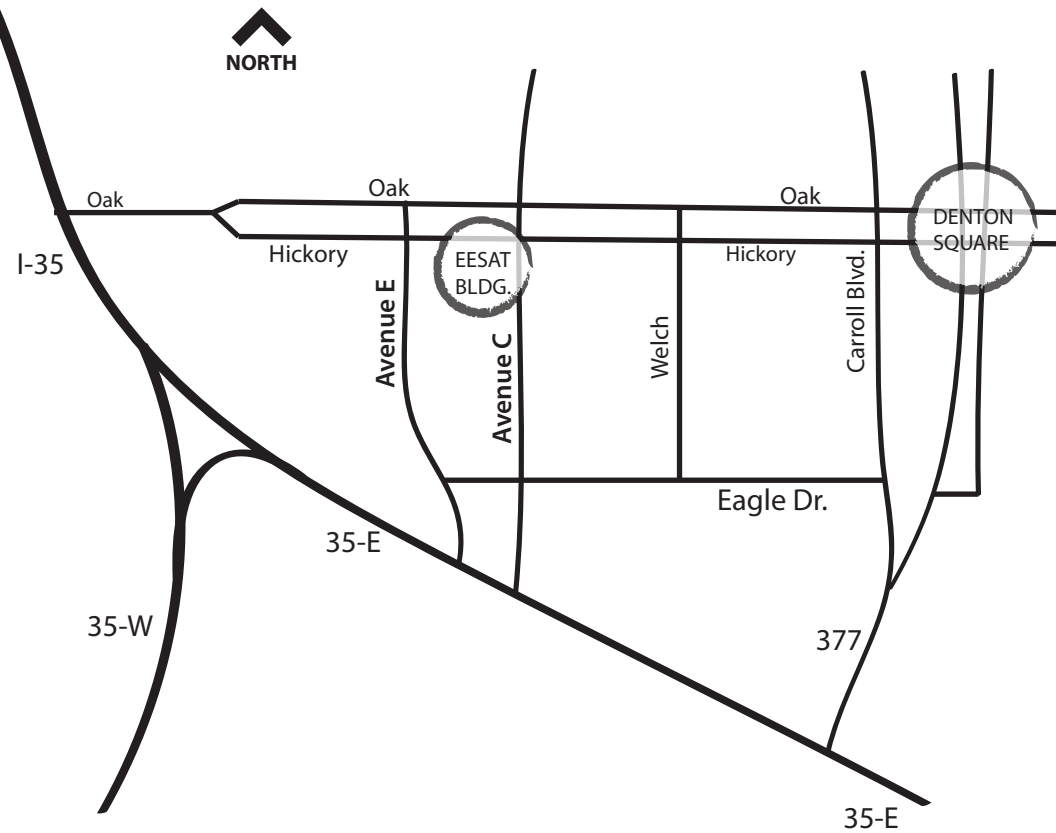 NORTH
Oak
Oak
Oak
DENTON
SQUARE
Hickory
Hickory
EESAT
BLDG.
I-35
Avenue E
Avenue C
Welch
Carroll Blvd.
Eagle Dr.
35-E
35-W
377
35-E